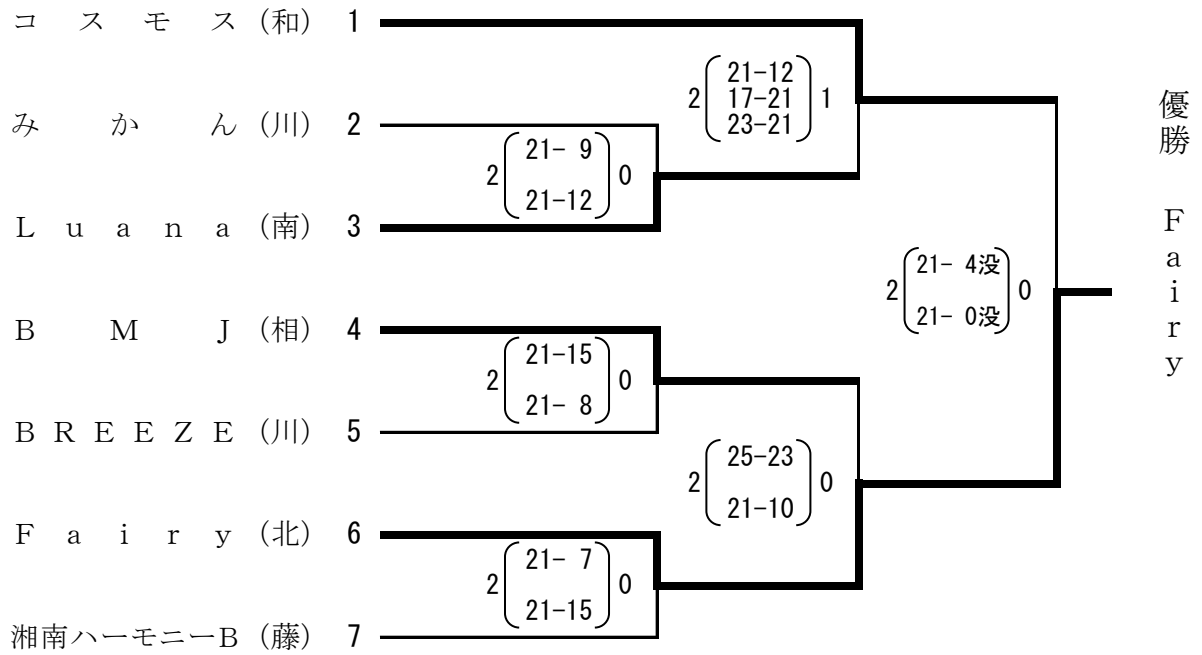 コスモス（和） 1
みかん（川） 2
Luana（南） 3
BMJ（相） 4
BREEZE（川） 5
Fairy（北） 6
湘南ハーモニーB（藤） 7
2 21- 9 0
21-12
2 21-15 0
21- 8
2 21- 7 0
21-15
21-12
2 17-21 1
23-21
2 25-23 0
21-10
2 21- 4没 0
21- 0没
優勝 Fairy